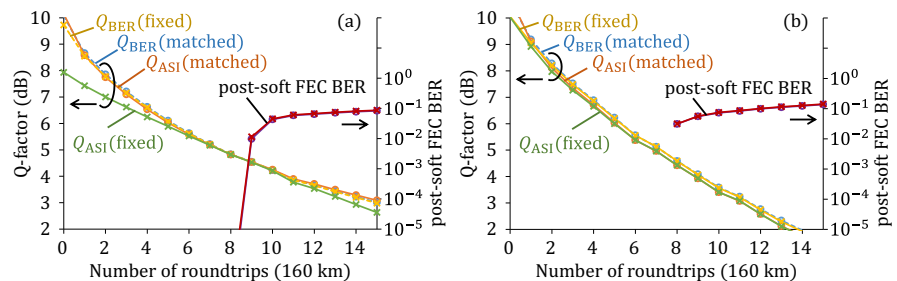 (a)
Q_BER(fixed)
Q_BER(matched)
Q_ASI(matched)
post-soft FEC BER
Q_ASI(fixed)
Q-factor (dB)
10
9
8
7
6
5
4
3
2
0 2 4 6 8 10 12 14
Number of roundtrips (160 km)
10^0
10^-1
10^-2
10^-3
10^-4
10^-5
post-soft FEC BER
(b)
Q_BER(fixed)
Q_BER(matched)
Q_ASI(matched)
post-soft FEC BER
Q_ASI(fixed)
Q-factor (dB)
10
9
8
7
6
5
4
3
2
0 2 4 6 8 10 12 14
Number of roundtrips (160 km)
10^0
10^-1
10^-2
10^-3
10^-4
10^-5
post-soft FEC BER